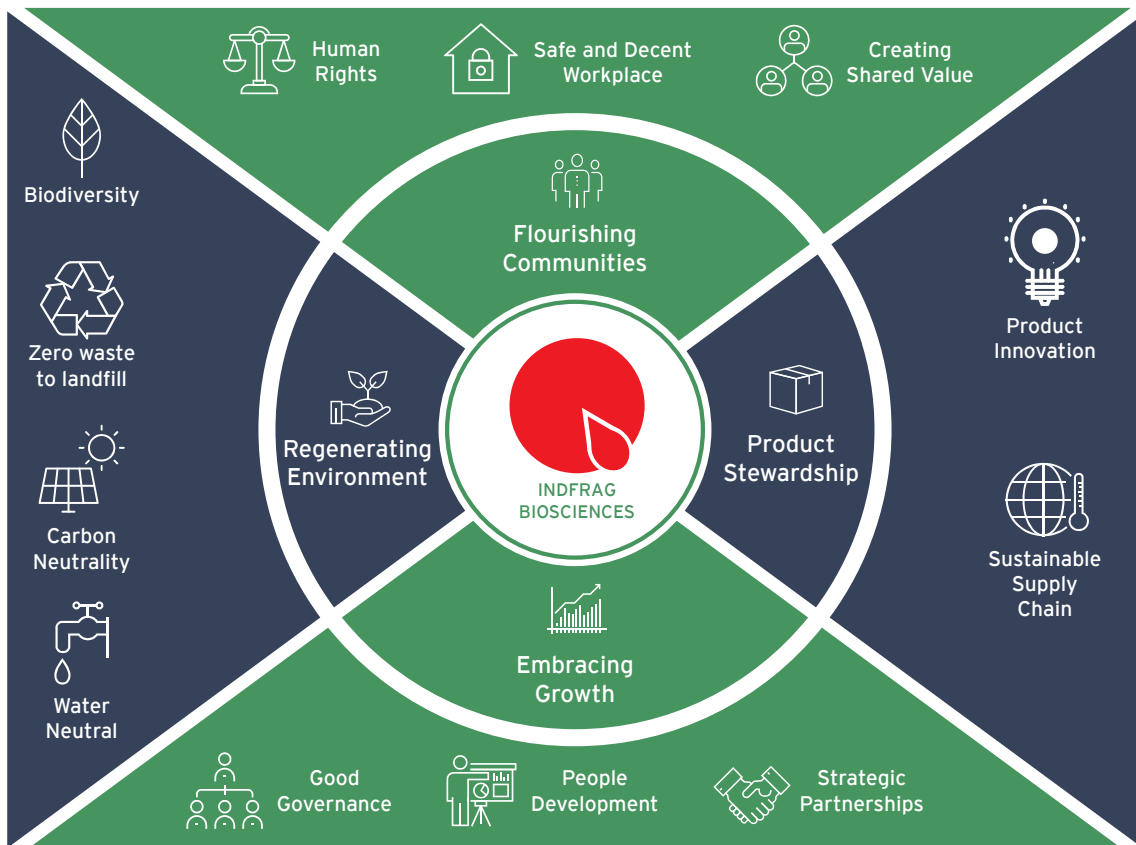 Human
Rights
Safe and Decent
Workplace
Creating
Shared Value
Biodiversity
Zero waste
to landfill
Carbon
Neutrality
Water
Neutral
Flourishing
Communities
Regenerating
Environment
INDFRAG
BIOSCIENCES
Product
Stewardship
Embracing
Growth
Product
Innovation
Sustainable
Supply
Chain
Good
Governance
People
Development
Strategic
Partnerships